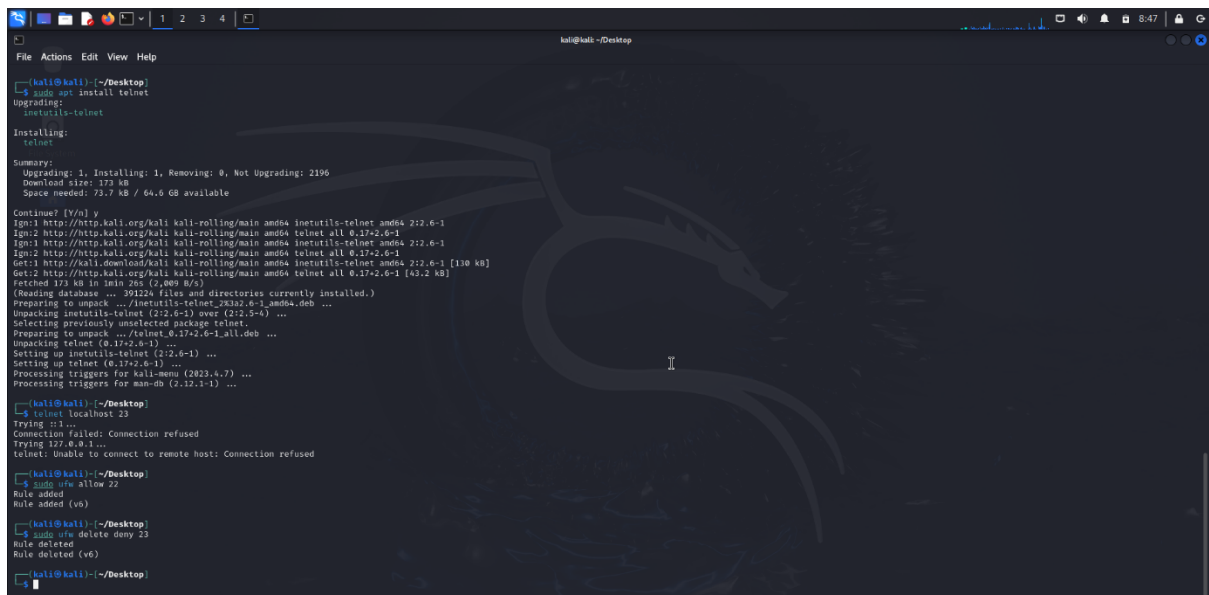 1 2 3 4
8:47
kali@kali: ~/Desktop
File Actions Edit View Help
┌──(kali㉿kali)-[~/Desktop]
└─$ sudo apt install telnet
Upgrading:
inetutils-telnet
Installing:
telnet
Summary:
Upgrading: 1, Installing: 1, Removing: 0, Not Upgrading: 2196
Download size: 173 kB
Space needed: 73.7 kB / 64.6 GB available
Continue? [Y/n] y
Ign:1 http://http.kali.org/kali kali-rolling/main amd64 inetutils-telnet amd64 2:2.6-1
Ign:2 http://http.kali.org/kali kali-rolling/main amd64 telnet all 0.17+2.6-1
Ign:1 http://http.kali.org/kali kali-rolling/main amd64 inetutils-telnet amd64 2:2.6-1
Ign:2 http://http.kali.org/kali kali-rolling/main amd64 telnet all 0.17+2.6-1
Get:1 http://kali.download/kali kali-rolling/main amd64 inetutils-telnet amd64 2:2.6-1 [130 kB]
Get:2 http://http.kali.org/kali kali-rolling/main amd64 telnet all 0.17+2.6-1 [43.2 kB]
Fetched 173 kB in 1min 26s (2,009 B/s)
(Reading database ... 391224 files and directories currently installed.)
Preparing to unpack .../inetutils-telnet_2%3a2.6-1_amd64.deb ...
Unpacking inetutils-telnet (2:2.6-1) over (2:2.5-4) ...
Selecting previously unselected package telnet.
Preparing to unpack .../telnet_0.17+2.6-1_all.deb ...
Unpacking telnet (0.17+2.6-1) ...
Setting up inetutils-telnet (2:2.6-1) ...
Setting up telnet (0.17+2.6-1) ...
Processing triggers for kali-menu (2023.4.7) ...
Processing triggers for man-db (2.12.1-1) ...
┌──(kali㉿kali)-[~/Desktop]
└─$ telnet localhost 23
Trying ::1...
Connection failed: Connection refused
Trying 127.0.0.1...
telnet: Unable to connect to remote host: Connection refused
┌──(kali㉿kali)-[~/Desktop]
└─$ sudo ufw allow 22
Rule added
Rule added (v6)
┌──(kali㉿kali)-[~/Desktop]
└─$ sudo ufw delete deny 23
Rule deleted
Rule deleted (v6)
┌──(kali㉿kali)-[~/Desktop]
└─$